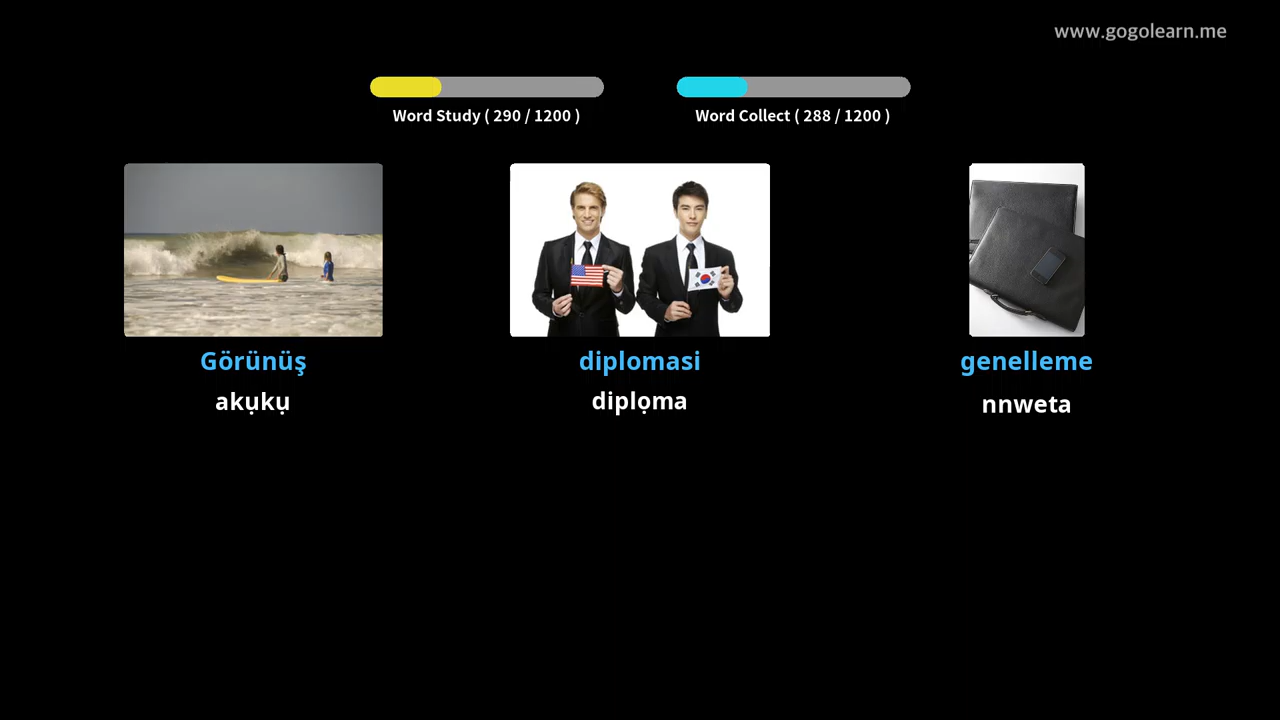 www.gogolearn.me
Word Study ( 290 / 1200 )
Word Collect ( 288 / 1200 )
Görünüş
diplomasi
genelleme
akụkụ
diplọma
nnweta